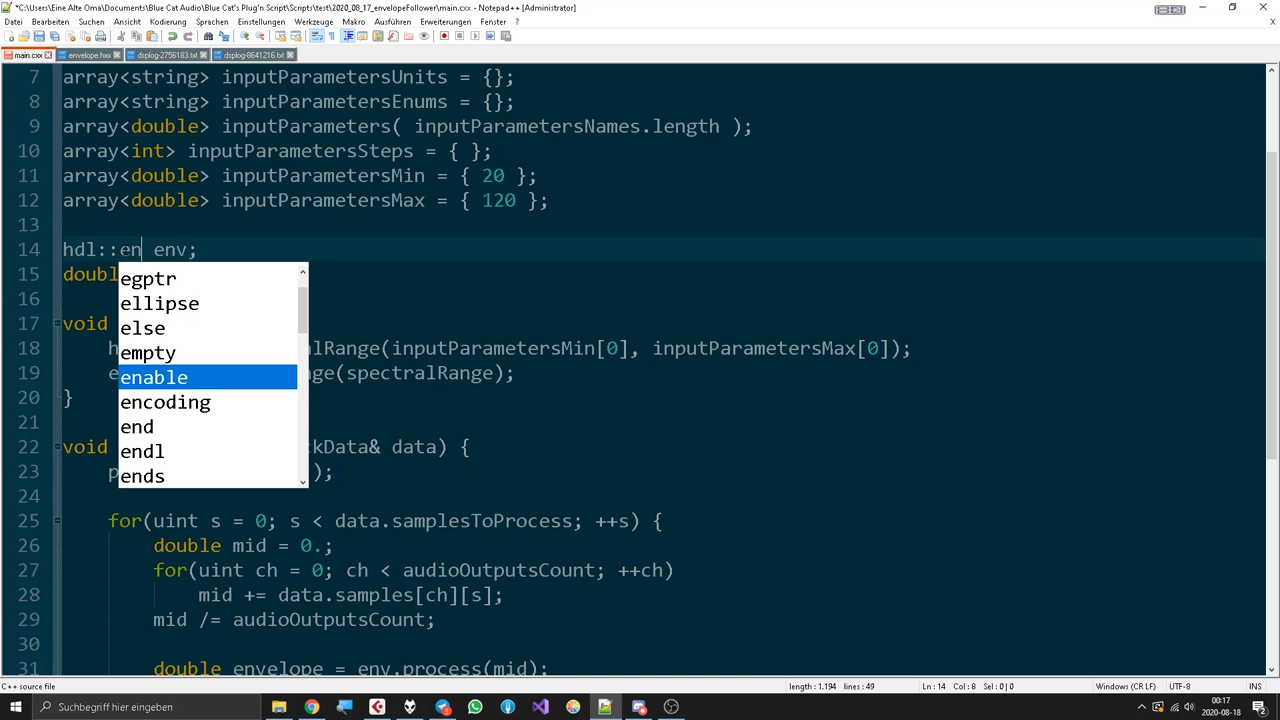 *C:\Users\Eine Alte Oma\Documents\Blue Cat Audio\Blue Cat's Plug'n Script\Scripts\test\2020_08_17_envelopeFollower\main.cxx - Notepad++ [Administrator]
Datei Bearbeiten Suchen Ansicht Kodierung Sprachen Einstellungen Werkzeuge Makro Ausführen Erweiterungen Fenster ?
main.cxx envelope.hxx dsplog-2756183.txt dsplog-8641216.txt
7 array<string> inputParametersUnits = {};
8 array<string> inputParametersEnums = {};
9 array<double> inputParameters( inputParametersNames.length );
10 array<int> inputParametersSteps = { };
11 array<double> inputParametersMin = { 20 };
12 array<double> inputParametersMax = { 120 };
13
14 hdl::en env;
15 doubl
egptr
ellipse
else
empty
enable
encoding
end
endl
ends
16
17 void
18 h alRange(inputParametersMin[0], inputParametersMax[0]);
19 e nge(spectralRange);
20 }
21
22 void ckData& data) {
23 p );
24
25 for(uint s = 0; s < data.samplesToProcess; ++s) {
26 double mid = 0.;
27 for(uint ch = 0; ch < audioOutputsCount; ++ch)
28 mid += data.samples[ch][s];
29 mid /= audioOutputsCount;
30
31 double envelope = env.process(mid);
C++ source file length : 1.194 lines : 49 Ln : 14 Col : 8 Sel : 0 | 0 Windows (CR LF) UTF-8 INS
Suchbegriff hier eingeben 00:17
2020-08-18